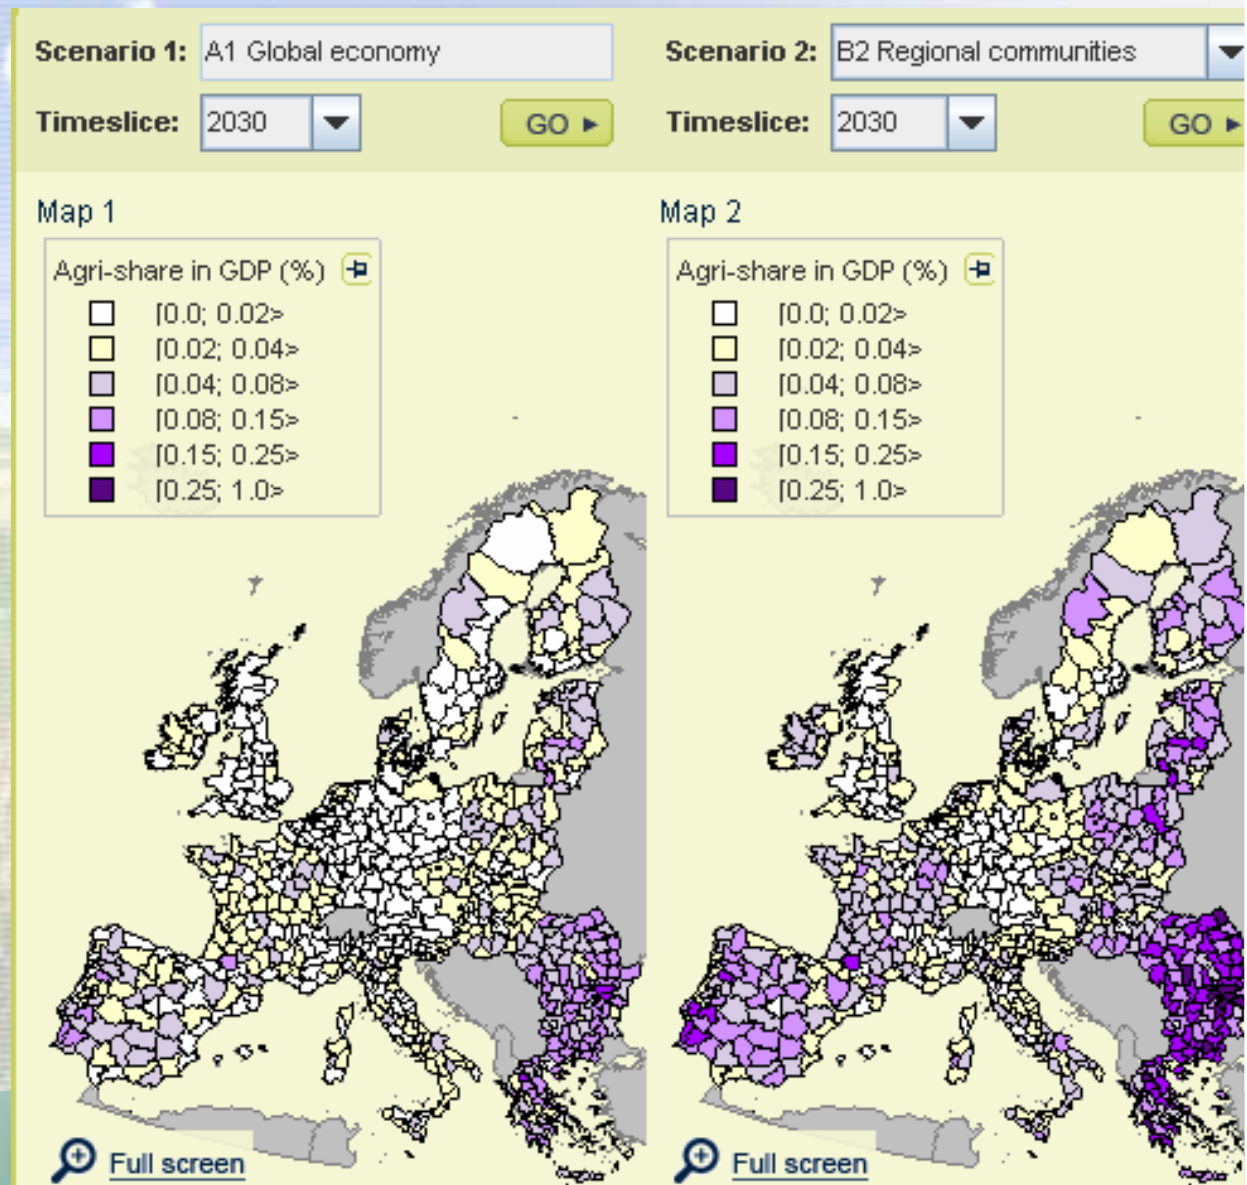 Scenario 1: A1 Global economy
Scenario 2: B2 Regional communities
Timeslice: 2030 GO
Timeslice: 2030 GO
Map 1
Agri-share in GDP (%)
[0.0; 0.02>
[0.02; 0.04>
[0.04; 0.08>
[0.08; 0.15>
[0.15; 0.25>
[0.25; 1.0>
Full screen
Map 2
Agri-share in GDP (%)
[0.0; 0.02>
[0.02; 0.04>
[0.04; 0.08>
[0.08; 0.15>
[0.15; 0.25>
[0.25; 1.0>
Full screen